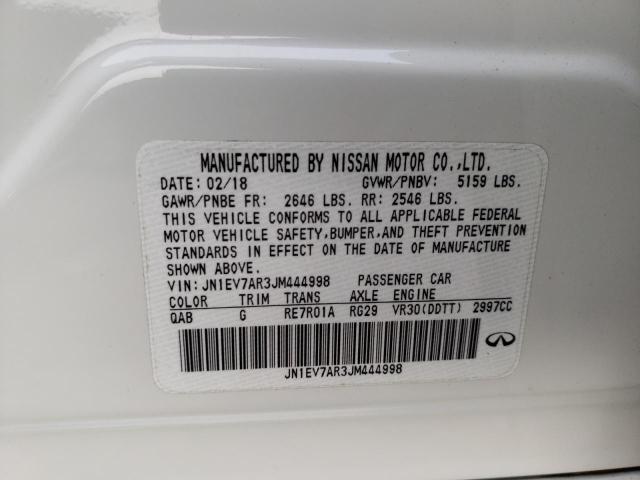 MANUFACTURED BY NISSAN MOTOR CO.,LTD.
DATE: 02/18 GVWR/PNBV: 5159 LBS.
GAWR/PNBE FR: 2646 LBS. RR: 2546 LBS.
THIS VEHICLE CONFORMS TO ALL APPLICABLE FEDERAL
MOTOR VEHICLE SAFETY,BUMPER,AND THEFT PREVENTION
STANDARDS IN EFFECT ON THE DATE OF MANUFACTURE
SHOWN ABOVE.
VIN:JN1EV7AR3JM444998 PASSENGER CAR
COLOR TRIM TRANS AXLE ENGINE
QAB G RE7R01A RG29 VR30(DDTT) 2997CC
JN1EV7AR3JM444998